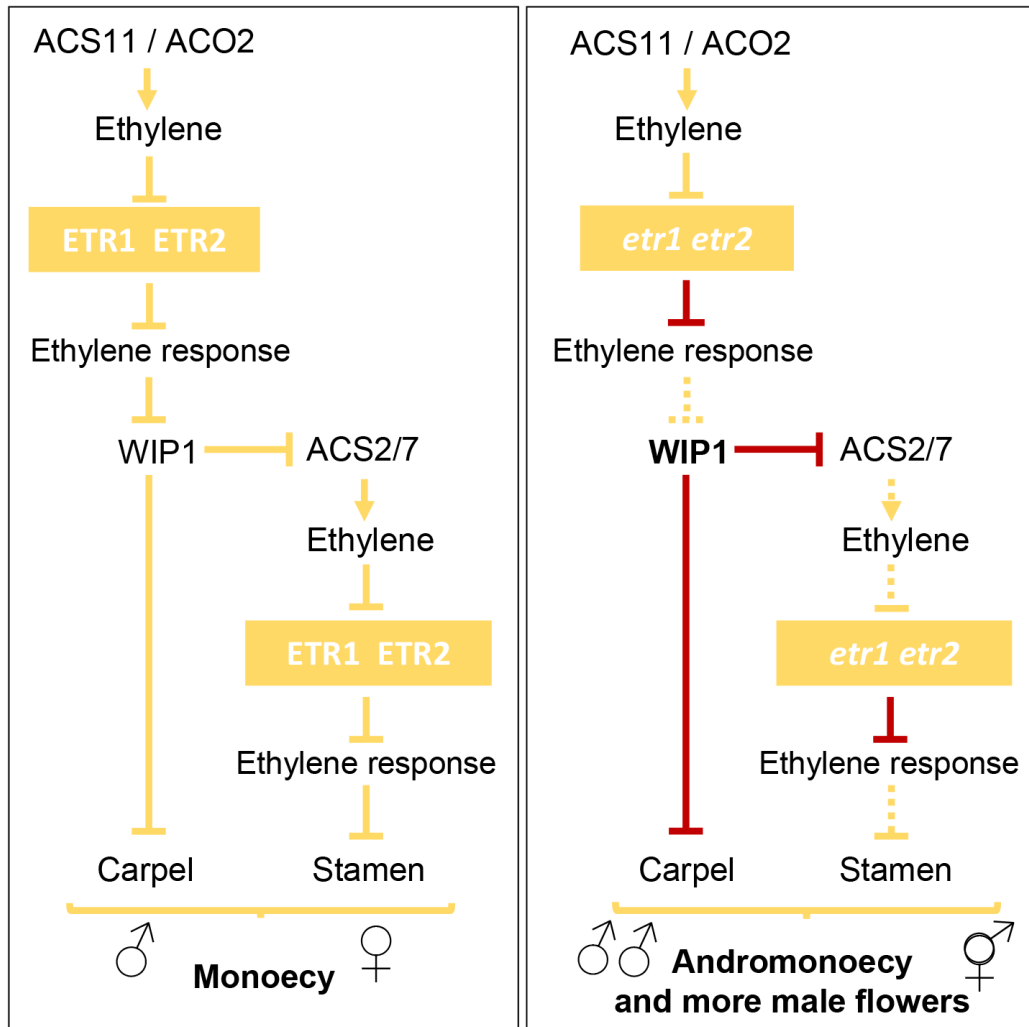 ACS11 / ACO2
Ethylene
ETR1 ETR2
Ethylene response
WIP1
ACS2/7
Ethylene
ETR1 ETR2
Ethylene response
Carpel
Stamen
♂
♀
Monoecy
ACS11 / ACO2
Ethylene
etr1 etr2
Ethylene response
WIP1
ACS2/7
Ethylene
etr1 etr2
Ethylene response
Carpel
Stamen
♂♂
⚥
Andromonoecy
and more male flowers